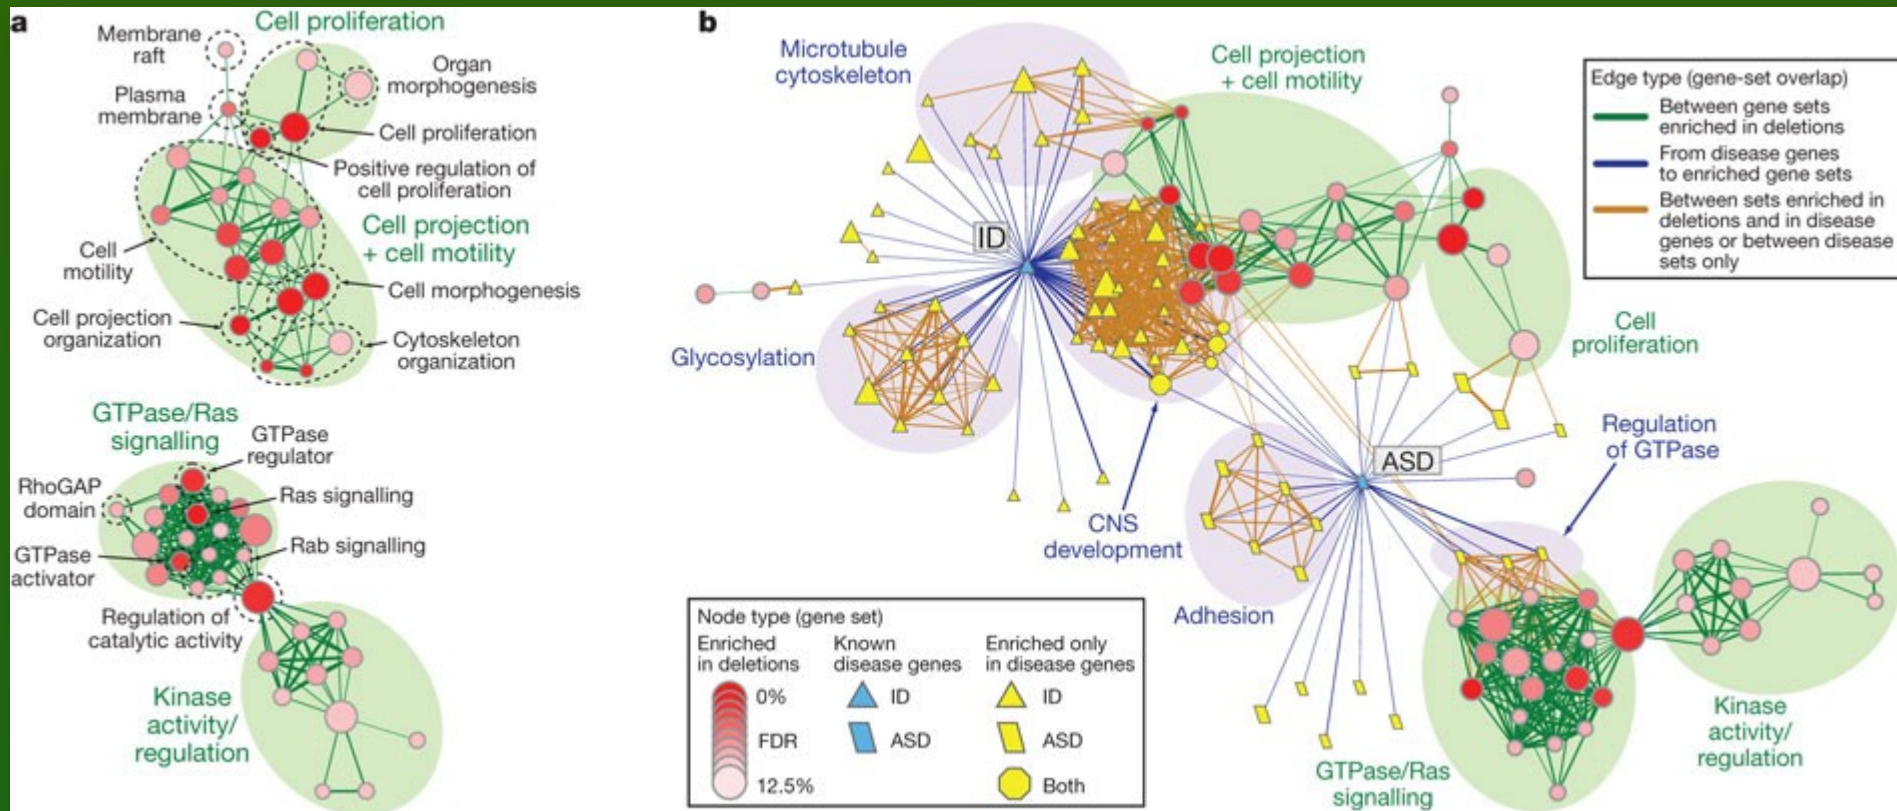 a
Cell proliferation
Membrane
raft
Organ
morphogenesis
Plasma
membrane
Cell proliferation
Positive regulation of
cell proliferation
Cell projection
+ cell motility
Cell
motility
Cell morphogenesis
Cell projection
organization
Cytoskeleton
organization
GTPase/Ras
signalling
GTPase
regulator
RhoGAP
domain
Ras signalling
GTPase
activator
Rab signalling
Regulation of
catalytic activity
Kinase
activity/
regulation
b
Microtubule
cytoskeleton
Cell projection
+ cell motility
Edge type (gene-set overlap)
Between gene sets
enriched in deletions
From disease genes
to enriched gene sets
Between sets enriched in
deletions and in disease
genes or between disease
sets only
ID
Glycosylation
Cell
proliferation
Regulation
of GTPase
ASD
CNS
development
Adhesion
Node type (gene set)
Enriched
in deletions
Known
disease genes
Enriched only
in disease genes
0%
FDR
12.5%
ID
ASD
ID
ASD
Both
GTPase/Ras
signalling
Kinase
activity/
regulation